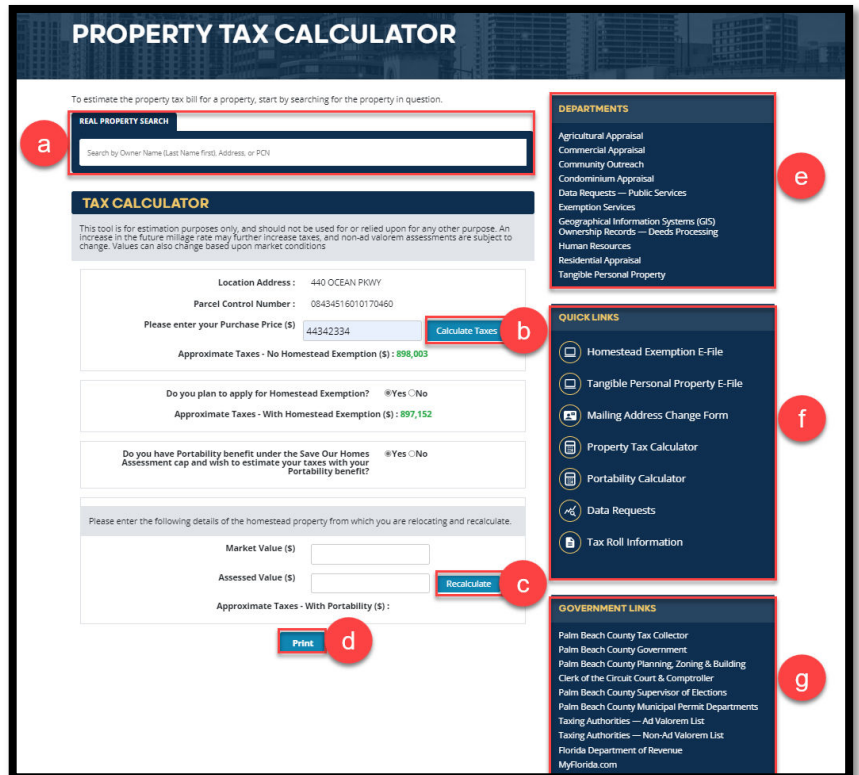 PROPERTY TAX CALCULATOR
To estimate the property tax bill for a property, start by searching for the property in question.
REAL PROPERTY SEARCH
a
Search by Owner Name (Last Name first), Address, or PCN
TAX CALCULATOR
This tool is for estimation purposes only, and should not be used for or relied upon for any other purpose. An
increase in the future millage rate may further increase taxes, and non-ad valorem assessments are subject to
change. Values can also change based upon market conditions
Location Address : 440 OCEAN PKWY
Parcel Control Number : 08434516010170460
Please enter your Purchase Price ($) 44342334 Calculate Taxes b
Approximate Taxes - No Homestead Exemption ($) : 898,003
Do you plan to apply for Homestead Exemption? Yes No
Approximate Taxes - With Homestead Exemption ($) : 897,152
Do you have Portability benefit under the Save Our Homes Yes No
Assessment cap and wish to estimate your taxes with your
Portability benefit?
Please enter the following details of the homestead property from which you are relocating and recalculate.
Market Value ($)
Assessed Value ($) Recalculate c
Approximate Taxes - With Portability ($) :
Print d
DEPARTMENTS
Agricultural Appraisal
Commercial Appraisal
Community Outreach
Condominium Appraisal
Data Requests — Public Services
Exemption Services
Geographical Information Systems (GIS)
Ownership Records — Deeds Processing
Human Resources
Residential Appraisal
Tangible Personal Property
e
QUICK LINKS
Homestead Exemption E-File
Tangible Personal Property E-File
Mailing Address Change Form
Property Tax Calculator
Portability Calculator
Data Requests
Tax Roll Information
f
GOVERNMENT LINKS
Palm Beach County Tax Collector
Palm Beach County Government
Palm Beach County Planning, Zoning & Building
Clerk of the Circuit Court & Comptroller
Palm Beach County Supervisor of Elections
Palm Beach County Municipal Permit Departments
Taxing Authorities — Ad Valorem List
Taxing Authorities — Non-Ad Valorem List
Florida Department of Revenue
MyFlorida.com
g